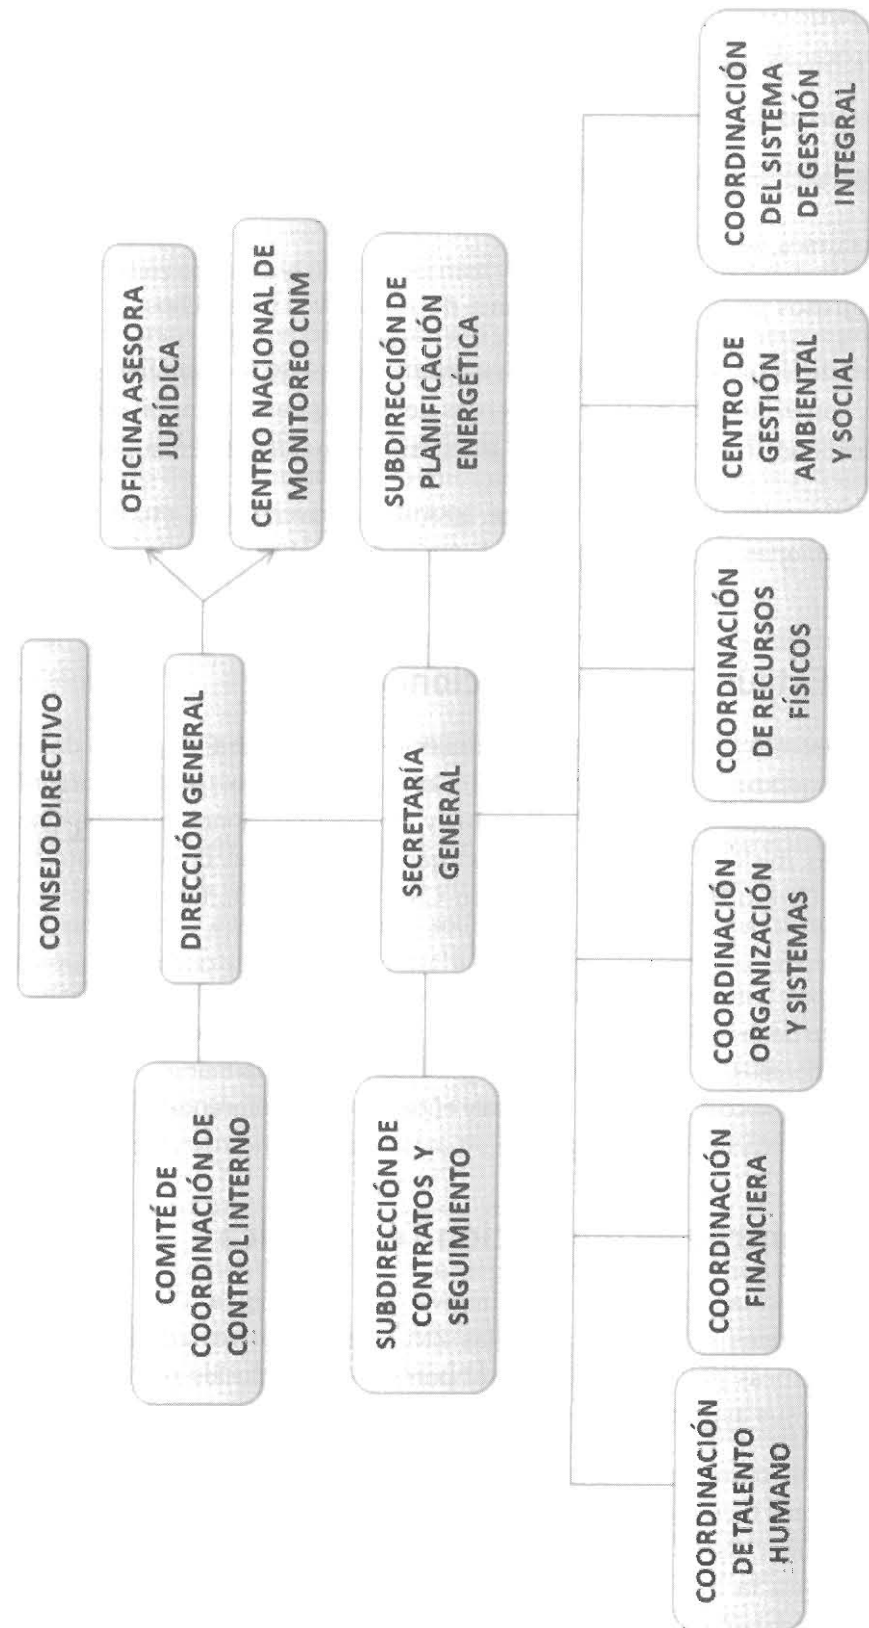 CONSEJO DIRECTIVO
COMITÉ DE
COORDINACIÓN DE
CONTROL INTERNO
DIRECCIÓN GENERAL
OFICINA ASESORA
JURÍDICA
CENTRO NACIONAL DE
MONITOREO CNM
SUBDIRECCIÓN DE
CONTRATOS Y
SEGUIMIENTO
SECRETARÍA
GENERAL
SUBDIRECCIÓN DE
PLANIFICACIÓN
ENERGÉTICA
COORDINACIÓN
DE TALENTO
HUMANO
COORDINACIÓN
FINANCIERA
COORDINACIÓN
ORGANIZACIÓN
Y SISTEMAS
COORDINACIÓN
DE RECURSOS
FÍSICOS
CENTRO DE
GESTIÓN
AMBIENTAL
Y SOCIAL
COORDINACIÓN
DEL SISTEMA
DE GESTIÓN
INTEGRAL